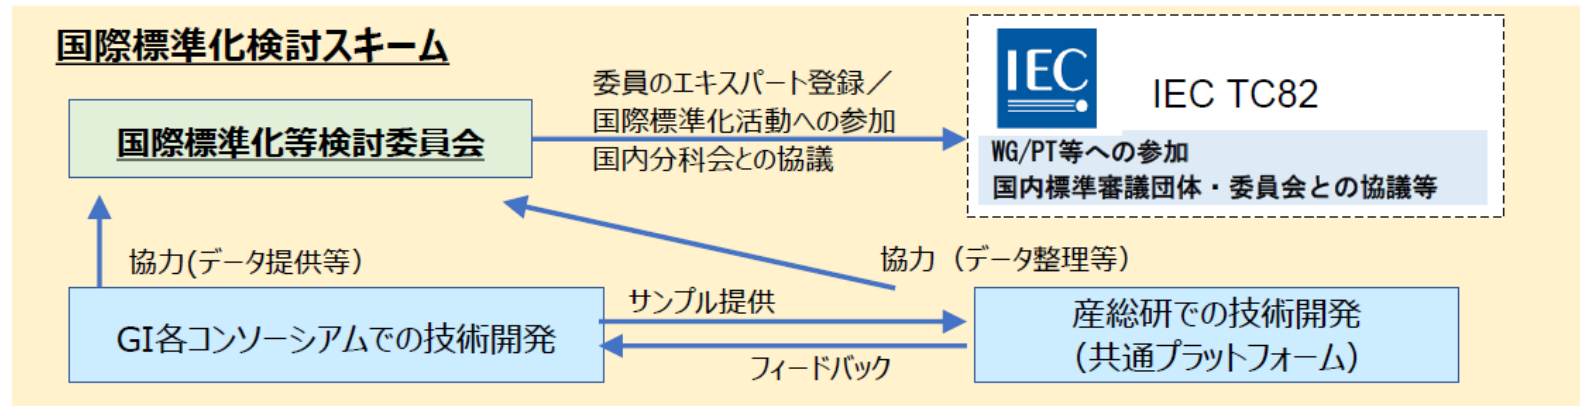 国際標準化検討スキーム
国際標準化等検討委員会
委員のエキスパート登録／
国際標準化活動への参加
国内分科会との協議
IEC
IEC TC82
WG/PT等への参加
国内標準審議団体・委員会との協議等
協力(データ提供等)
協力（データ整理等）
GI各コンソーシアムでの技術開発
サンプル提供
フィードバック
産総研での技術開発
(共通プラットフォーム)